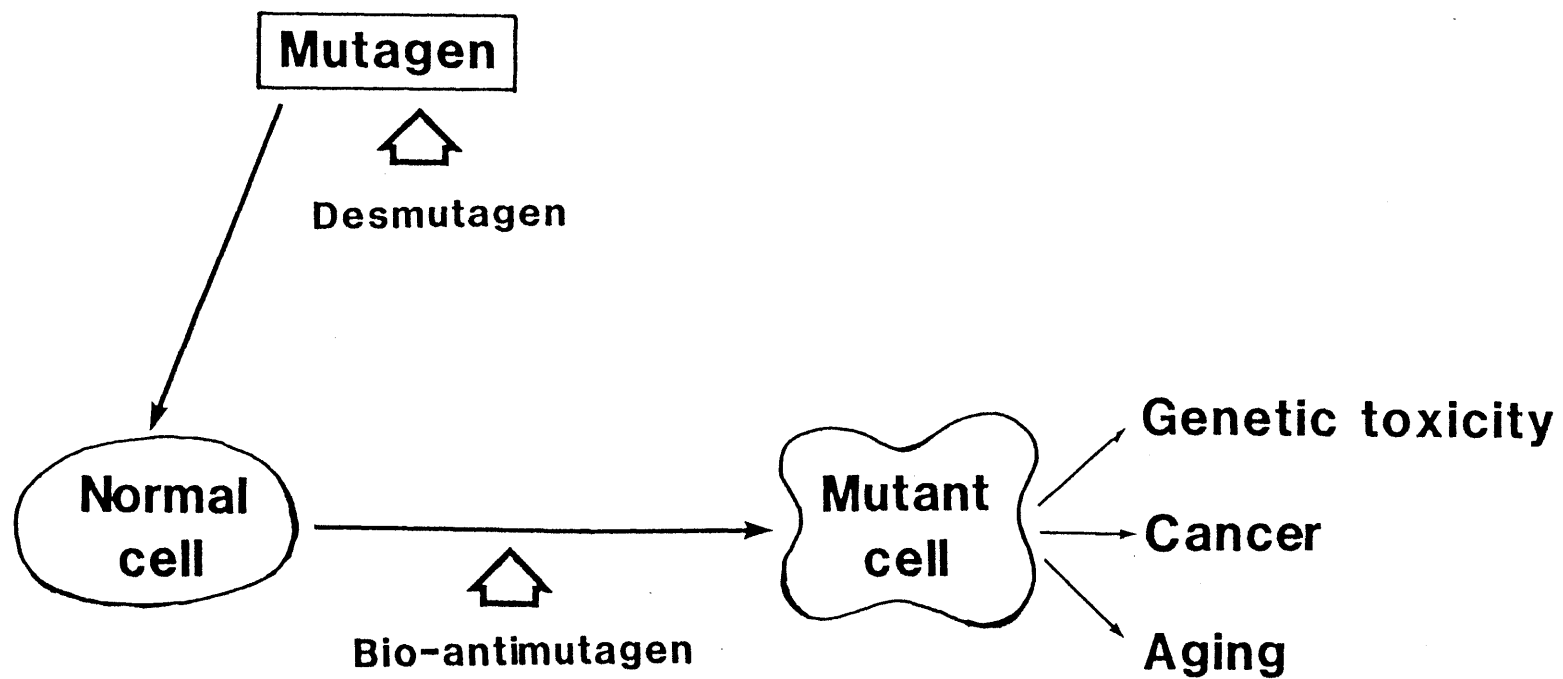 Mutagen
Desmutagen
Normal
cell
Bio-antimutagen
Mutant
cell
Genetic toxicity
Cancer
Aging